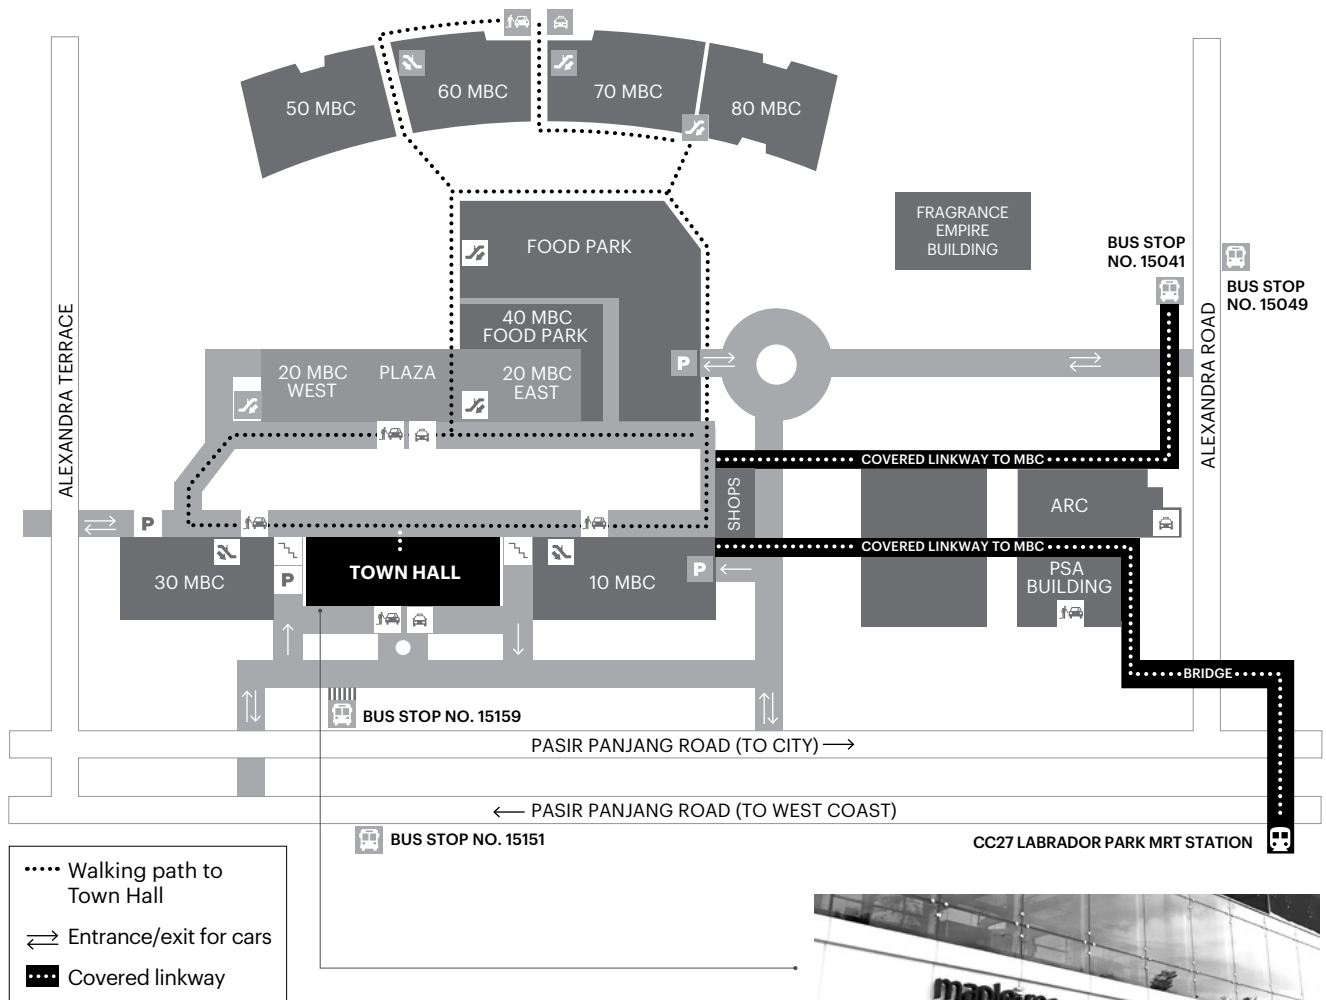 50 MBC
60 MBC
70 MBC
80 MBC
FRAGRANCE
EMPIRE
BUILDING
FOOD PARK
BUS STOP
NO. 15041
BUS STOP
NO. 15049
ALEXANDRA TERRACE
ALEXANDRA ROAD
40 MBC
FOOD PARK
20 MBC
WEST
PLAZA
20 MBC
EAST
P
COVERED LINKWAY TO MBC
SHOPS
ARC
P
COVERED LINKWAY TO MBC
30 MBC
P
TOWN HALL
10 MBC
P
PSA
BUILDING
BRIDGE
BUS STOP NO. 15159
PASIR PANJANG ROAD (TO CITY)
PASIR PANJANG ROAD (TO WEST COAST)
BUS STOP NO. 15151
CC27 LABRADOR PARK MRT STATION
Walking path to
Town Hall
Entrance/exit for cars
Covered linkway